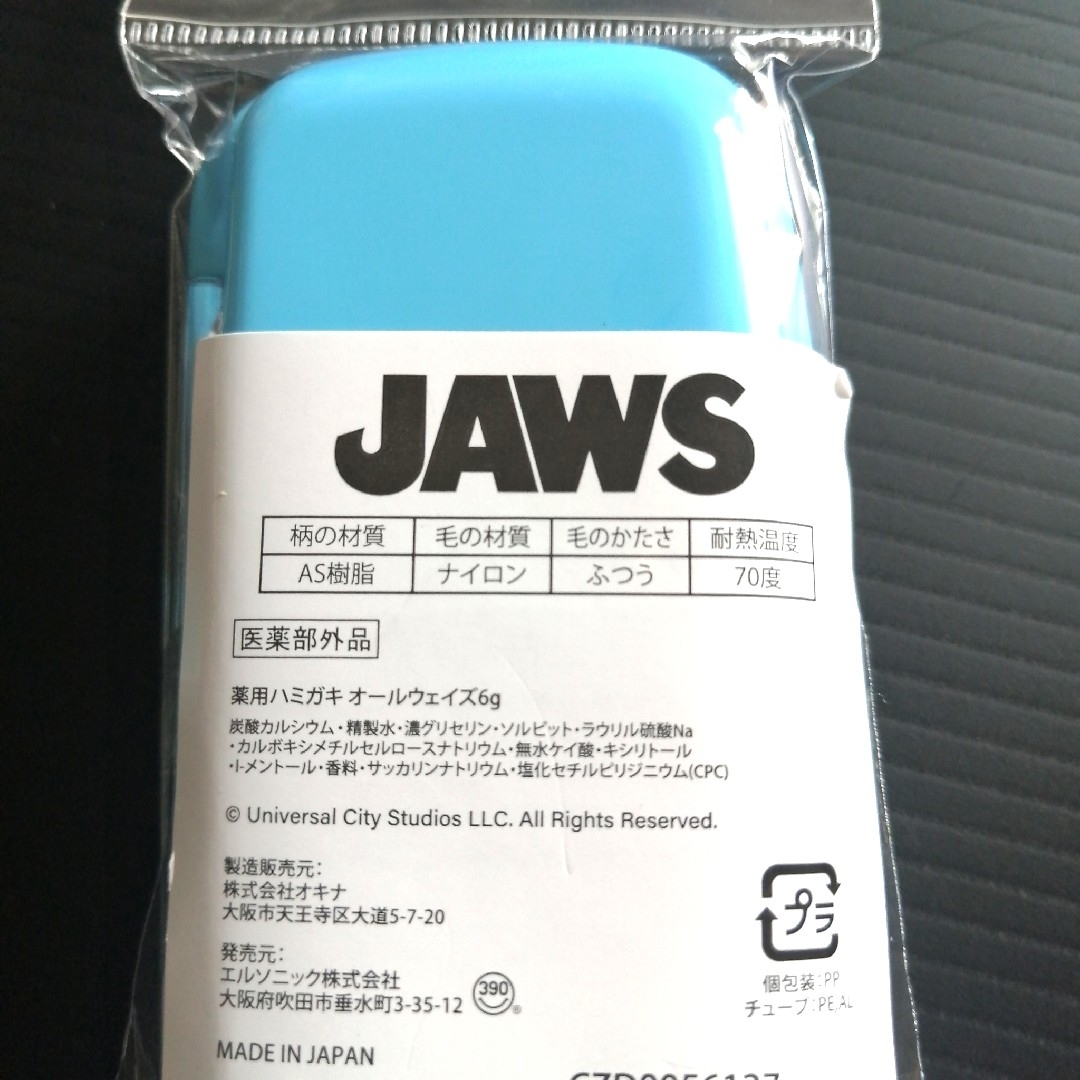 JAWS
柄の材質 毛の材質 毛のかたさ 耐熱温度
AS樹脂 ナイロン ふつう 70度
医薬部外品
薬用ハミガキ オールウェイズ6g
炭酸カルシウム・精製水・濃グリセリン・ソルビット・ラウリル硫酸Na
・カルボキシメチルセルロースナトリウム・無水ケイ酸・キシリトール
・l-メントール・香料・サッカリンナトリウム・塩化セチルピリジニウム(CPC)
© Universal City Studios LLC. All Rights Reserved.
製造販売元:
株式会社オキナ
大阪市天王寺区大道5-7-20
発売元:
エルソニック株式会社
大阪府吹田市垂水町3-35-12
390
®
プラ
個包装:PP
チューブ:PE,AL
MADE IN JAPAN